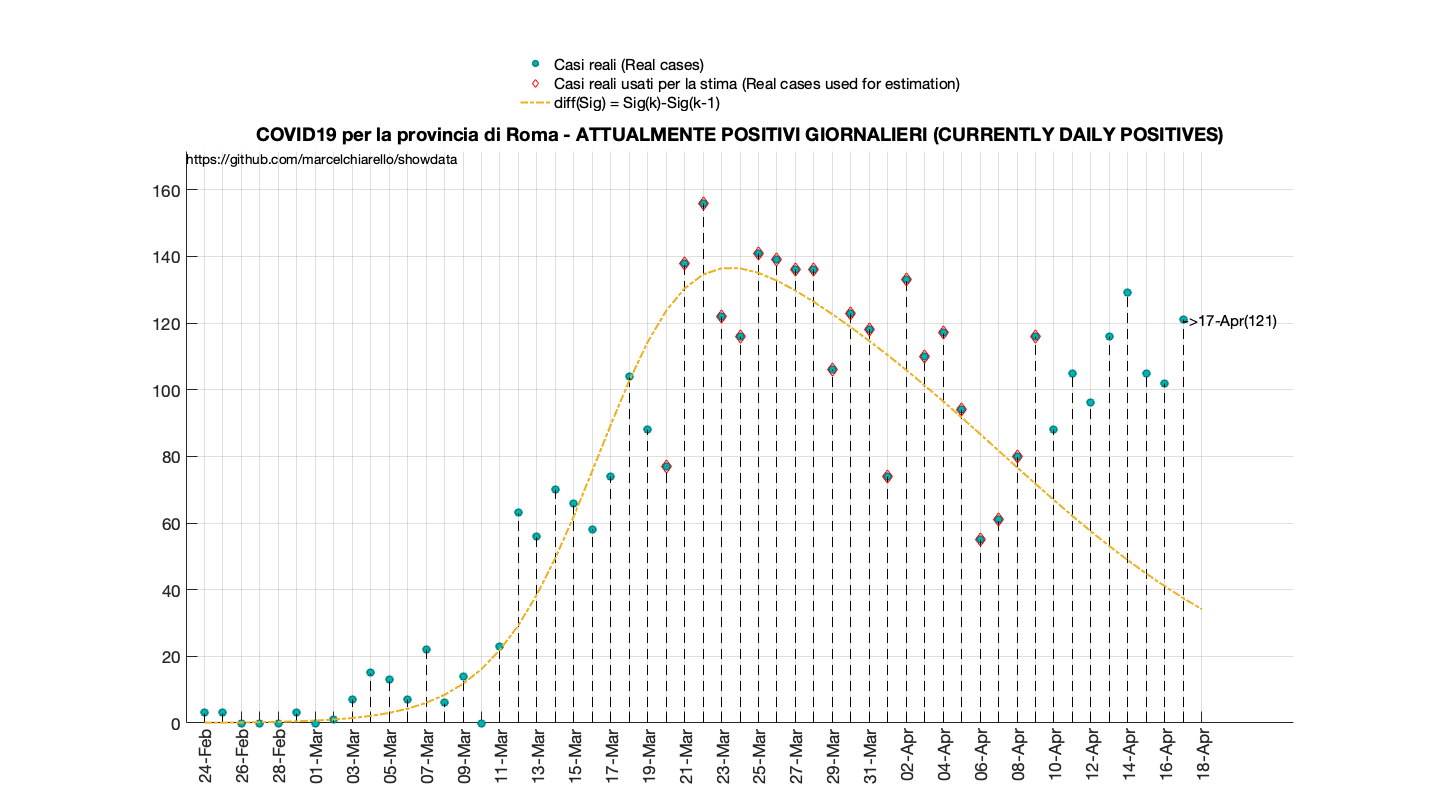 Casi reali (Real cases)
Casi reali usati per la stima (Real cases used for estimation)
diff(Sig) = Sig(k)-Sig(k-1)
COVID19 per la provincia di Roma - ATTUALMENTE POSITIVI GIORNALIERI (CURRENTLY DAILY POSITIVES)
https://github.com/marcelchiarello/showdata
160
140
120
100
80
60
40
20
0
->17-Apr(121)
24-Feb
26-Feb
28-Feb
01-Mar
03-Mar
05-Mar
07-Mar
09-Mar
11-Mar
13-Mar
15-Mar
17-Mar
19-Mar
21-Mar
23-Mar
25-Mar
27-Mar
29-Mar
31-Mar
02-Apr
04-Apr
06-Apr
08-Apr
10-Apr
12-Apr
14-Apr
16-Apr
18-Apr